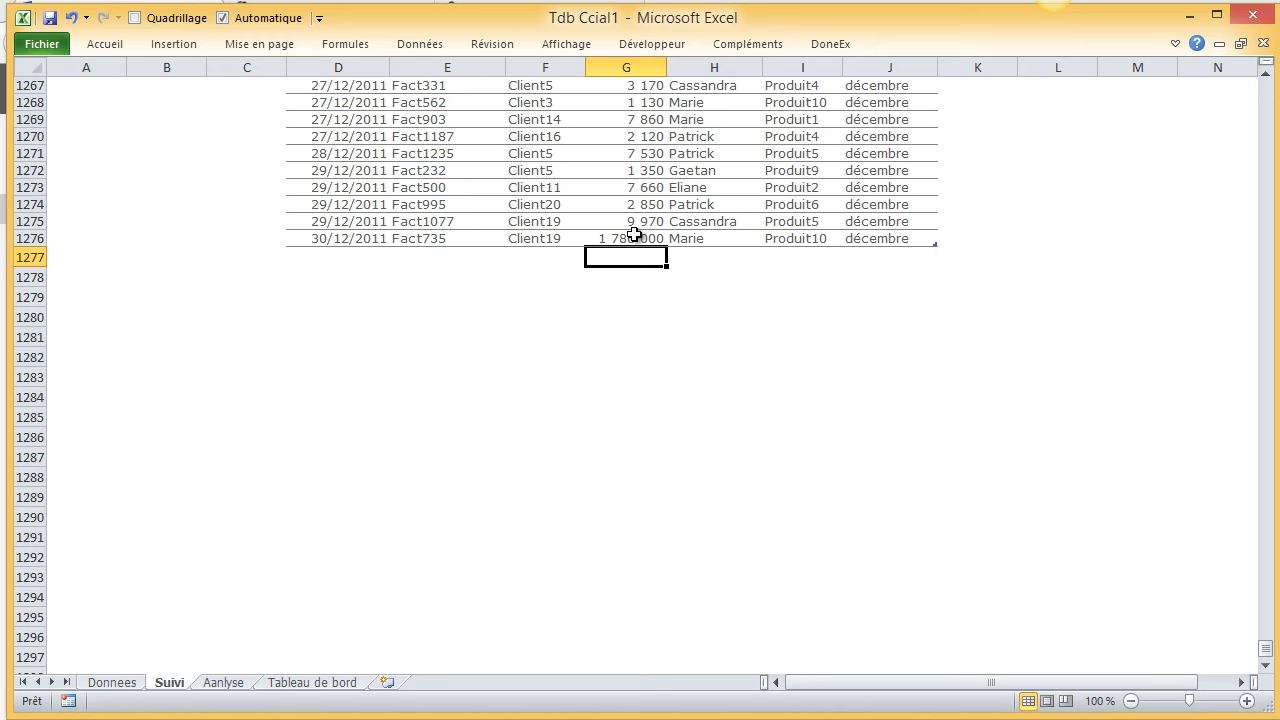 Quadrillage Automatique Tdb Ccial1 - Microsoft Excel
Fichier Accueil Insertion Mise en page Formules Données Révision Affichage Développeur Compléments DoneEx
A B C D E F G H I J K L M N
1267 27/12/2011 Fact331 Client5 3 170 Cassandra Produit4 décembre
1268 27/12/2011 Fact562 Client3 1 130 Marie Produit10 décembre
1269 27/12/2011 Fact903 Client14 7 860 Marie Produit1 décembre
1270 27/12/2011 Fact1187 Client16 2 120 Patrick Produit4 décembre
1271 28/12/2011 Fact1235 Client5 7 530 Patrick Produit5 décembre
1272 29/12/2011 Fact232 Client5 1 350 Gaetan Produit9 décembre
1273 29/12/2011 Fact500 Client11 7 660 Eliane Produit2 décembre
1274 29/12/2011 Fact995 Client20 2 850 Patrick Produit6 décembre
1275 29/12/2011 Fact1077 Client19 9 970 Cassandra Produit5 décembre
1276 30/12/2011 Fact735 Client19 1 780 000 Marie Produit10 décembre
1277
1278
1279
1280
1281
1282
1283
1284
1285
1286
1287
1288
1289
1290
1291
1292
1293
1294
1295
1296
1297
Donnees Suivi Aanlyse Tableau de bord
Prêt 100 %